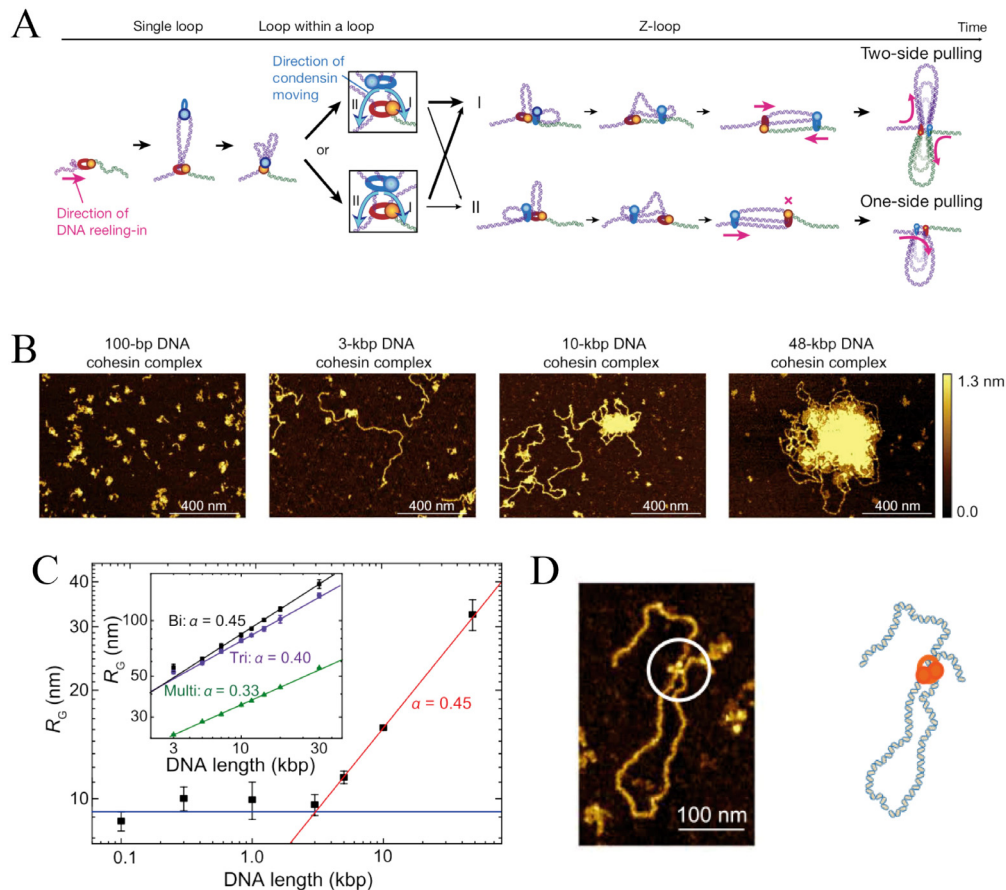 A
Single loop
Loop within a loop
Z-loop
Time
Two-side pulling
Direction of
condensin
moving
II
I
or
II
I
I
II
Direction of
DNA reeling-in
×
One-side pulling
B
100-bp DNA
cohesin complex
3-kbp DNA
cohesin complex
10-kbp DNA
cohesin complex
48-kbp DNA
cohesin complex
400 nm
400 nm
400 nm
400 nm
1.3 nm
0.0
C
RG (nm)
40
30
20
10
0.1
1.0
10
DNA length (kbp)
α = 0.45
RG (nm)
100
50
30
3
10
30
DNA length (kbp)
Bi: α = 0.45
Tri: α = 0.40
Multi: α = 0.33
D
100 nm